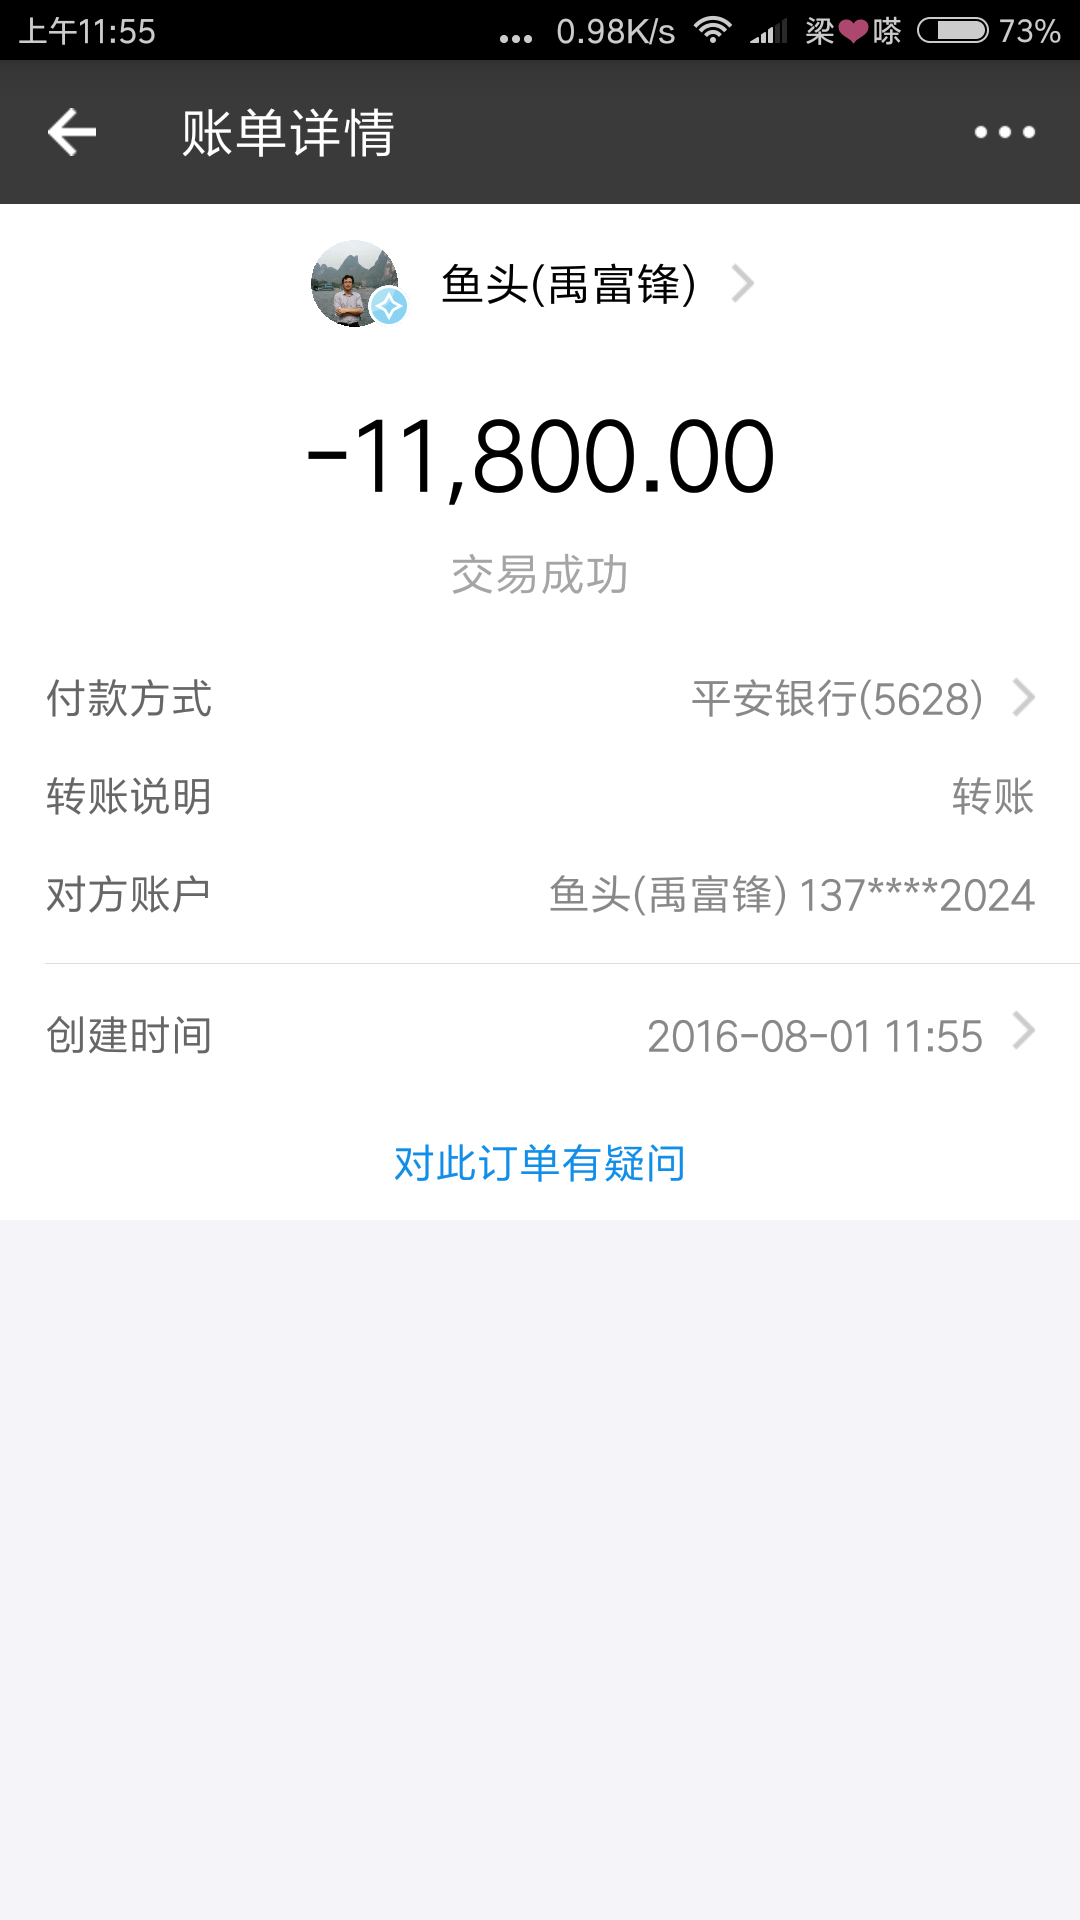 上午11:55 ... 0.98K/s 梁❤嗏 73%
账单详情
鱼头(禹富锋)
-11,800.00
交易成功
付款方式 平安银行(5628)
转账说明 转账
对方账户 鱼头(禹富锋) 137****2024
创建时间 2016-08-01 11:55
对此订单有疑问